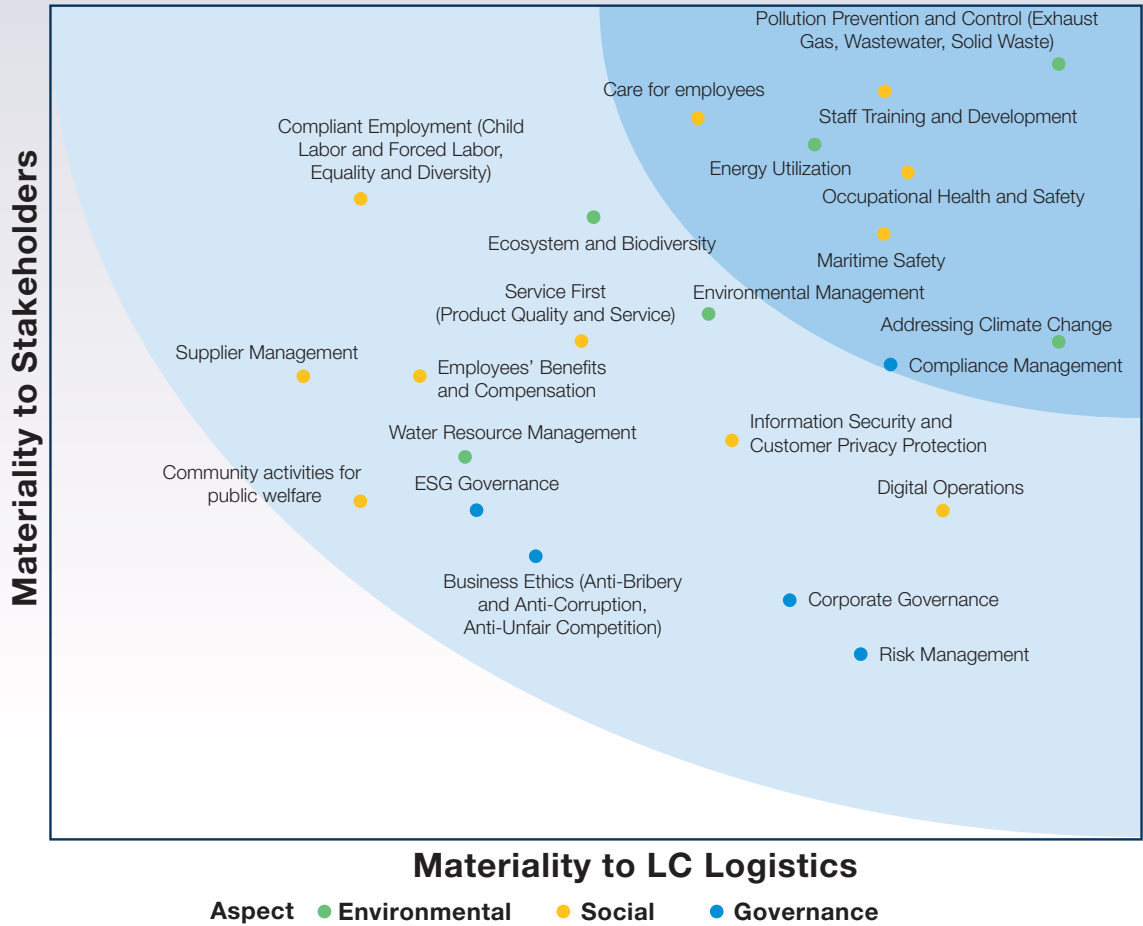 Materiality to Stakeholders
Pollution Prevention and Control (Exhaust
Gas, Wastewater, Solid Waste)
Care for employees
Staff Training and Development
Compliant Employment (Child
Labor and Forced Labor,
Equality and Diversity)
Energy Utilization
Occupational Health and Safety
Ecosystem and Biodiversity
Maritime Safety
Service First
(Product Quality and Service)
Environmental Management
Addressing Climate Change
Supplier Management
Employees’ Benefits
and Compensation
Compliance Management
Water Resource Management
Information Security and
Customer Privacy Protection
Community activities for
public welfare
ESG Governance
Digital Operations
Business Ethics (Anti-Bribery
and Anti-Corruption,
Anti-Unfair Competition)
Corporate Governance
Risk Management
Materiality to LC Logistics
Aspect Environmental Social Governance